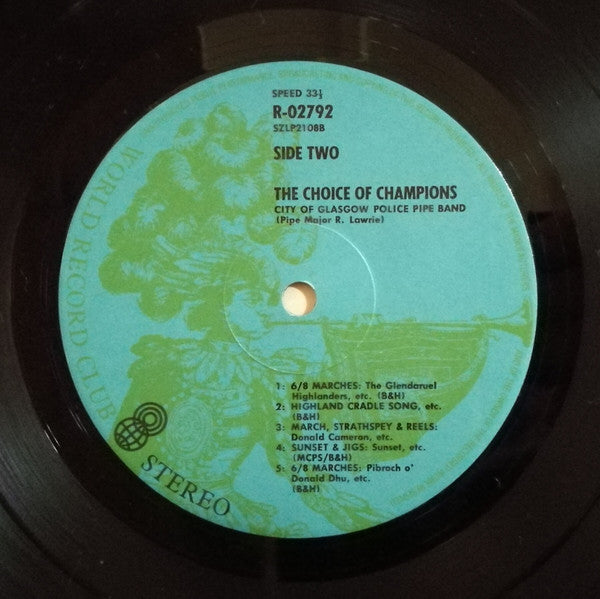 SPEED 33⅓
R-02792
SZLP2108B
SIDE TWO
THE CHOICE OF CHAMPIONS
CITY OF GLASGOW POLICE PIPE BAND
(Pipe Major R. Lawrie)
1: 6/8 MARCHES: The Glendaruel
Highlanders, etc. (B&H)
2: HIGHLAND CRADLE SONG, etc.
(B&H)
3: MARCH, STRATHSPEY & REELS:
Donald Cameron, etc.
4: SUNSET & JIGS: Sunset, etc.
(MCPS/B&H)
5: 6/8 MARCHES: Pibroch o'
Donald Dhu, etc.
(B&H)
WORLD RECORD CLUB
STEREO